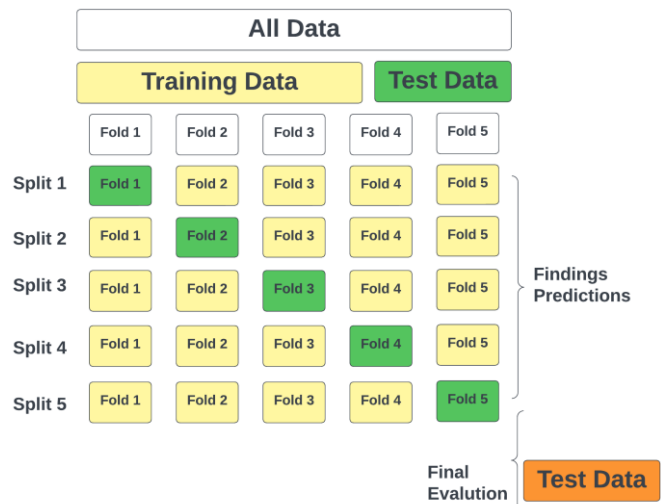 All Data
Training Data Test Data
Fold 1 Fold 2 Fold 3 Fold 4 Fold 5
Split 1 Fold 1 Fold 2 Fold 3 Fold 4 Fold 5
Split 2 Fold 1 Fold 2 Fold 3 Fold 4 Fold 5
Split 3 Fold 1 Fold 2 Fold 3 Fold 4 Fold 5
Findings
Predictions
Split 4 Fold 1 Fold 2 Fold 3 Fold 4 Fold 5
Split 5 Fold 1 Fold 2 Fold 3 Fold 4 Fold 5
Final
Evalution
Test Data